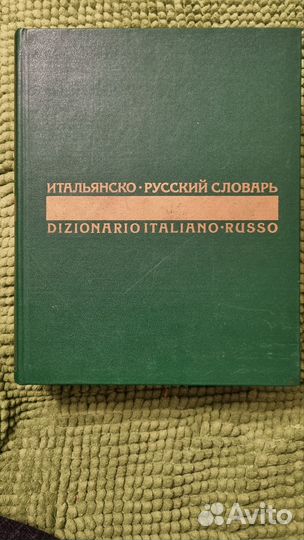 ИТАЛЬЯНСКО·РУССКИЙ СЛОВАРЬ
DIZIONARIO ITALIANO·RUSSO
Avito